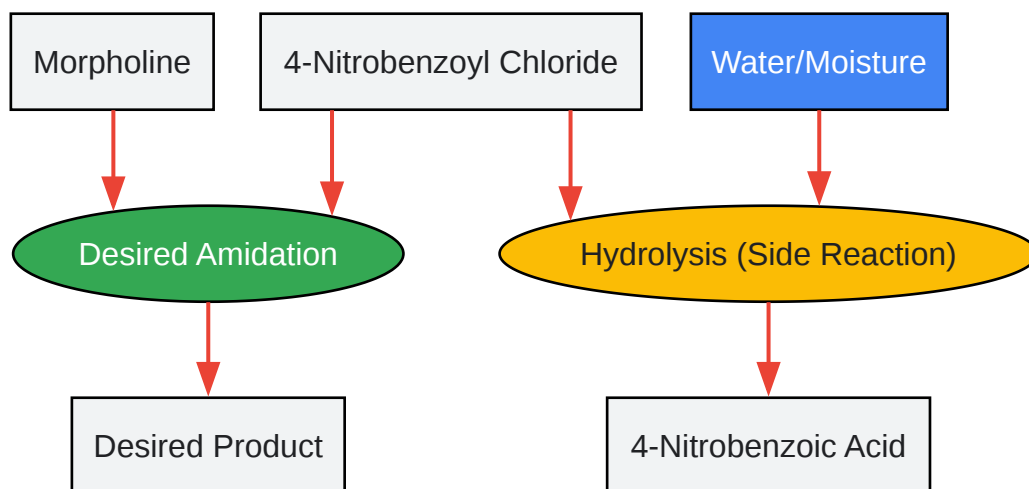 Morpholine
4-Nitrobenzoyl Chloride
Water/Moisture
Desired Amidation
Hydrolysis (Side Reaction)
Desired Product
4-Nitrobenzoic Acid